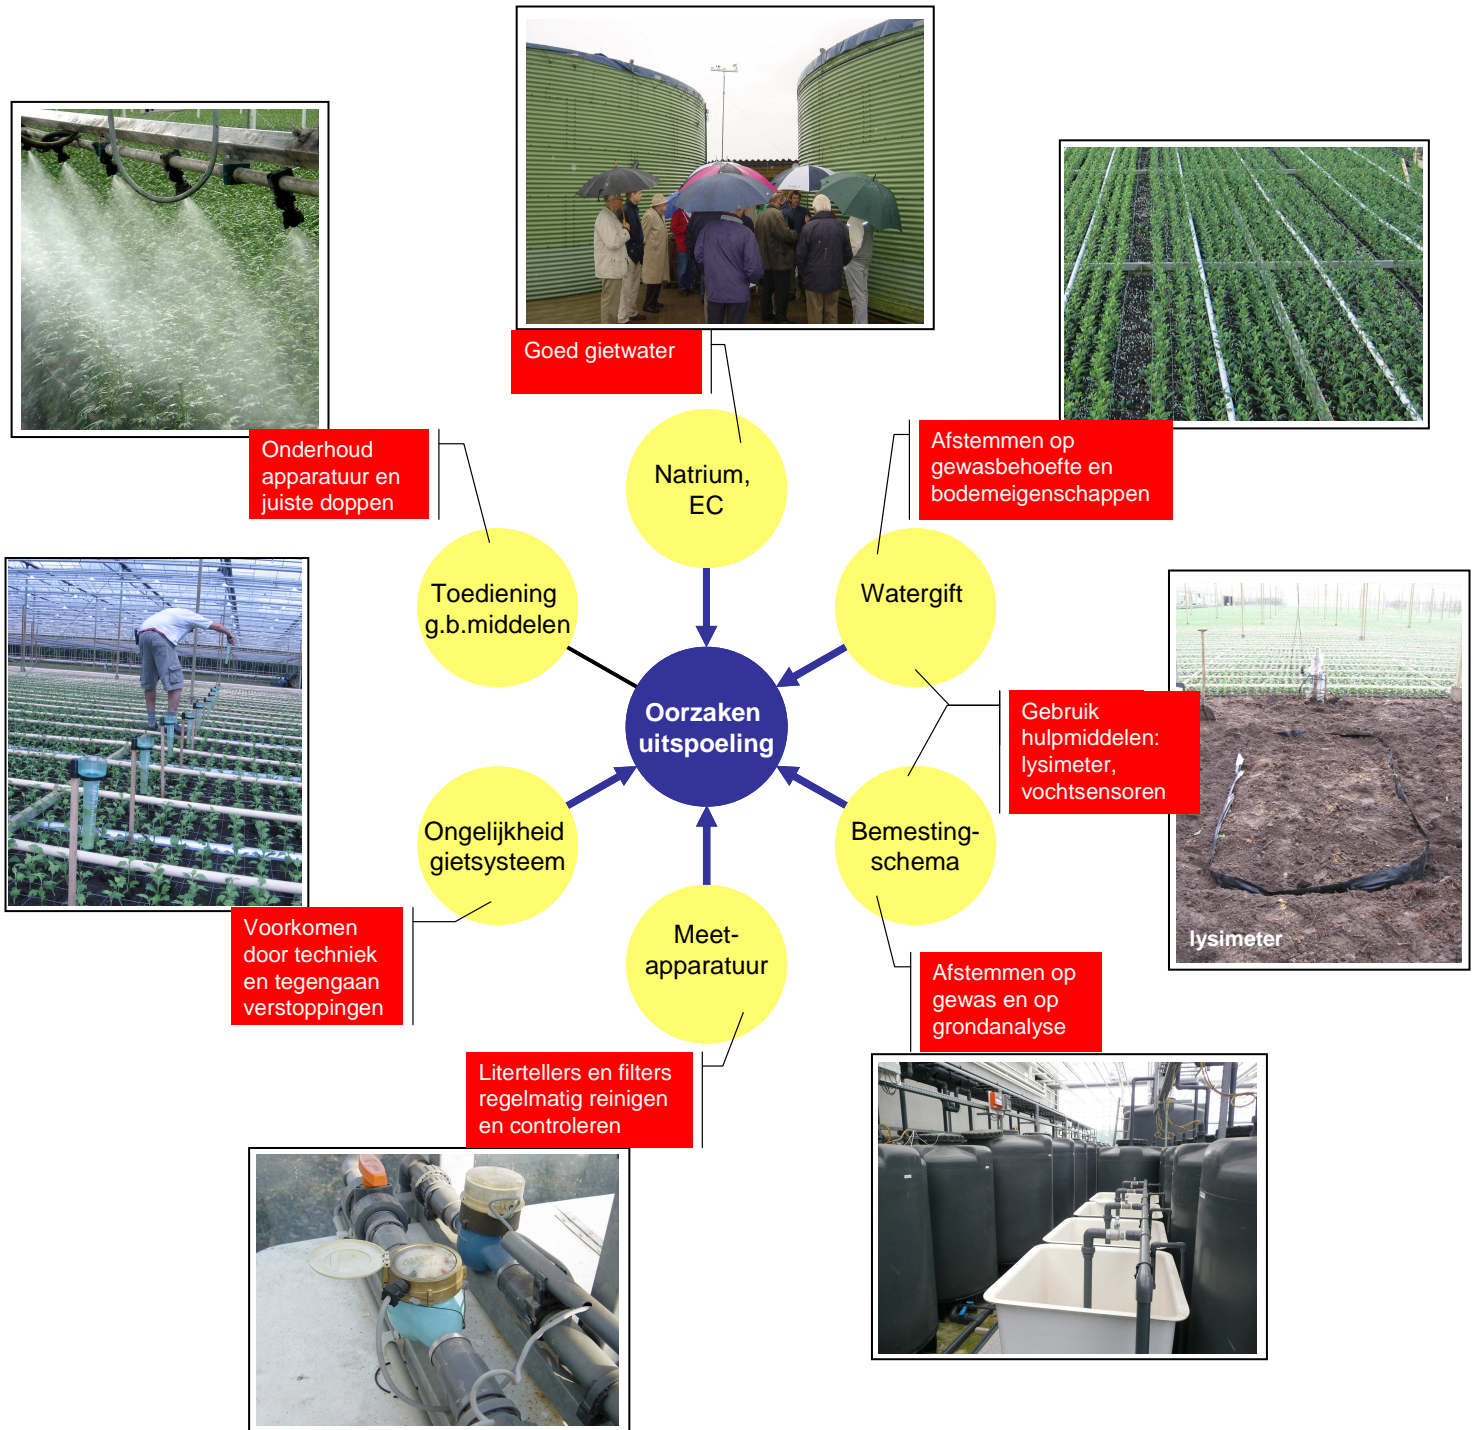 Goed gietwater
Onderhoud
apparatuur en
juiste doppen
Afstemmen op
gewasbehoefte en
bodemeigenschappen
Natrium,
EC
Toediening
g.b.middelen
Watergift
Oorzaken
uitspoeling
Gebruik
hulpmiddelen:
lysimeter,
vochtsensoren
Ongelijkheid
gietsysteem
Bemesting-
schema
Meet-
apparatuur
Voorkomen
door techniek
en tegengaan
verstoppingen
lysimeter
Afstemmen op
gewas en op
grondanalyse
Litertellers en filters
regelmatig reinigen
en controleren